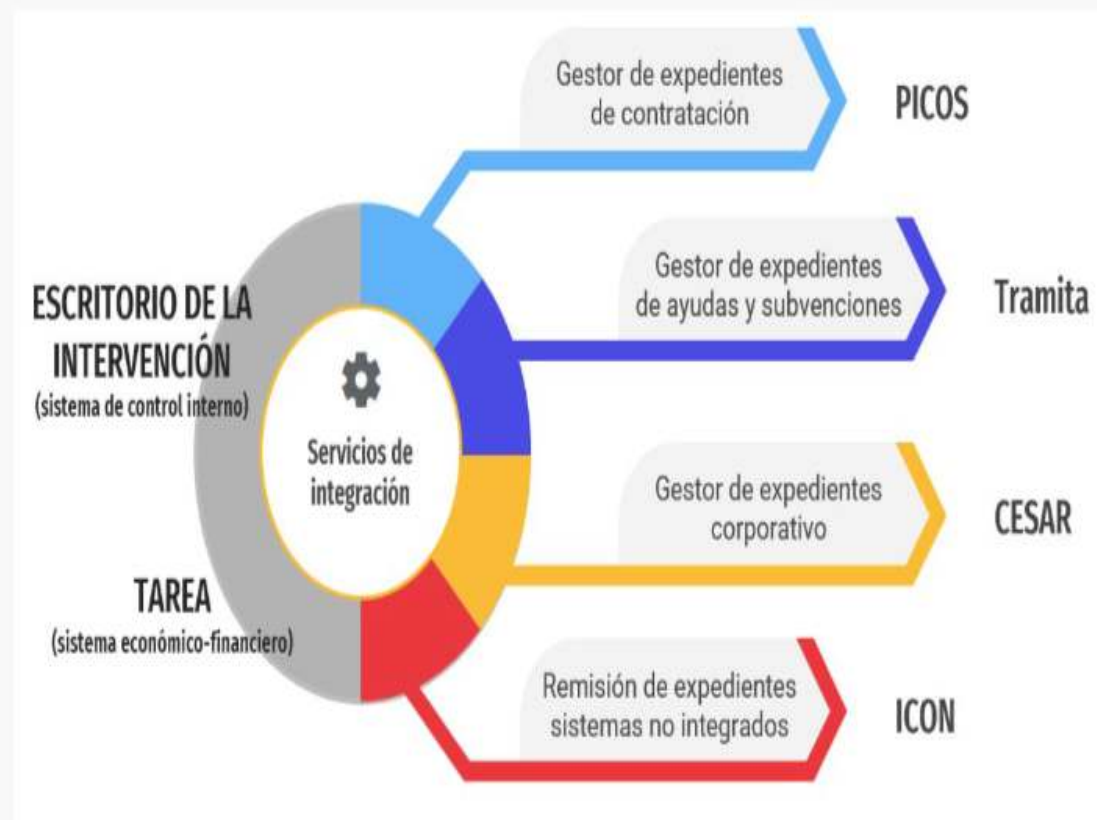 Gestor de expedientes
de contratación
PICOS
Gestor de expedientes
de ayudas y subvenciones
Tramita
ESCRITORIO DE LA
INTERVENCIÓN
(sistema de control interno)
Servicios de
integración
Gestor de expedientes
corporativo
CESAR
TAREA
(sistema económico-financiero)
Remisión de expedientes
sistemas no integrados
ICON